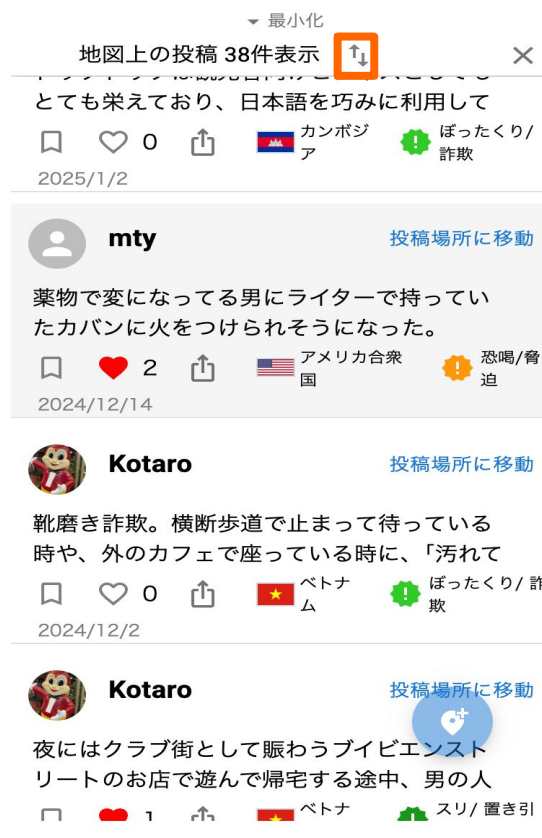 最小化
地図上の投稿 38件表示
とても栄えており、日本語を巧みに利用して
0
カンボジ
ア
ぼったくり/
詐欺
2025/1/2
mty
投稿場所に移動
薬物で変になってる男にライターで持ってい
たカバンに火をつけられそうになった。
2
アメリカ合衆
国
恐喝/脅
迫
2024/12/14
Kotaro
投稿場所に移動
靴磨き詐欺。横断歩道で止まって待っている
時や、外のカフェで座っている時に、「汚れて
0
ベトナ
ム
ぼったくり/ 詐
欺
2024/12/2
Kotaro
投稿場所に移動
夜にはクラブ街として賑わうブイビエンスト
リートのお店で遊んで帰宅する途中、男の人
1
ベトナ
スリ/ 置き引